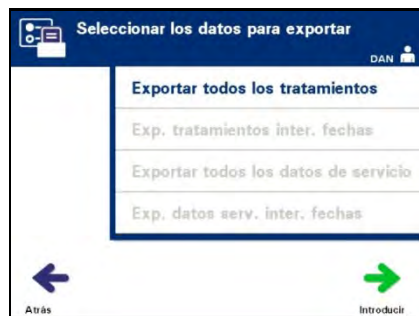 Seleccionar los datos para exportar
DAN
Exportar todos los tratamientos
Exp. tratamientos inter. fechas
Exportar todos los datos de servicio
Exp. datos serv. inter. fechas
Atrás
Introducir